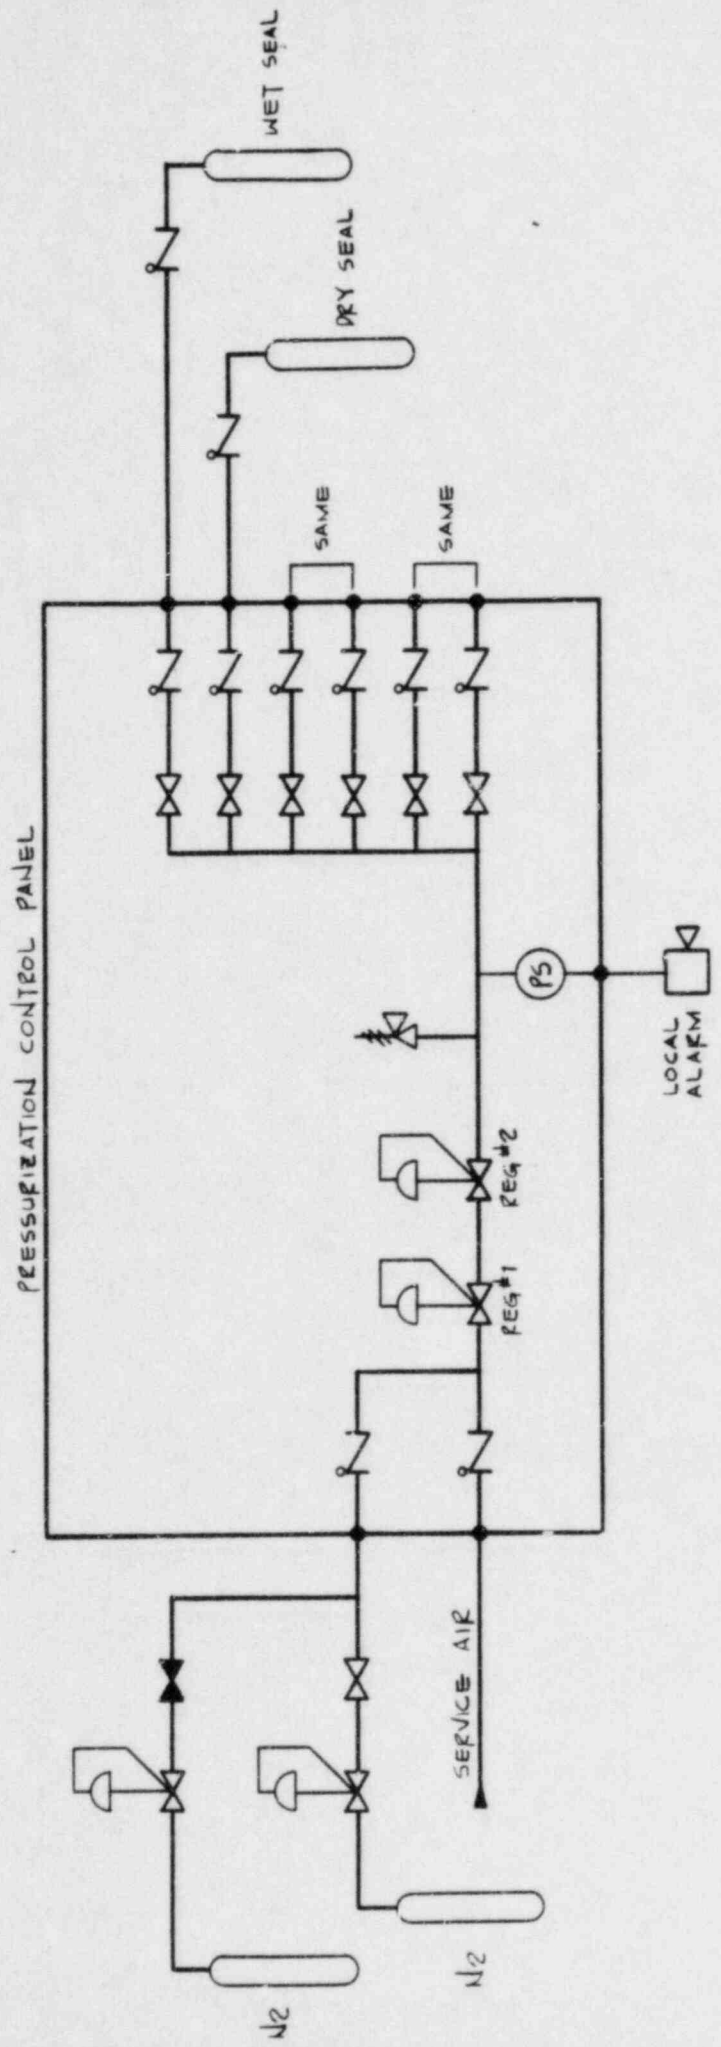 PRESSURIZATION CONTROL PANEL
WET SEAL
DRY SEAL
SAME
SAME
PS
LOCAL
ALARM
REG #2
REG #1
SERVICE AIR
N2
N2